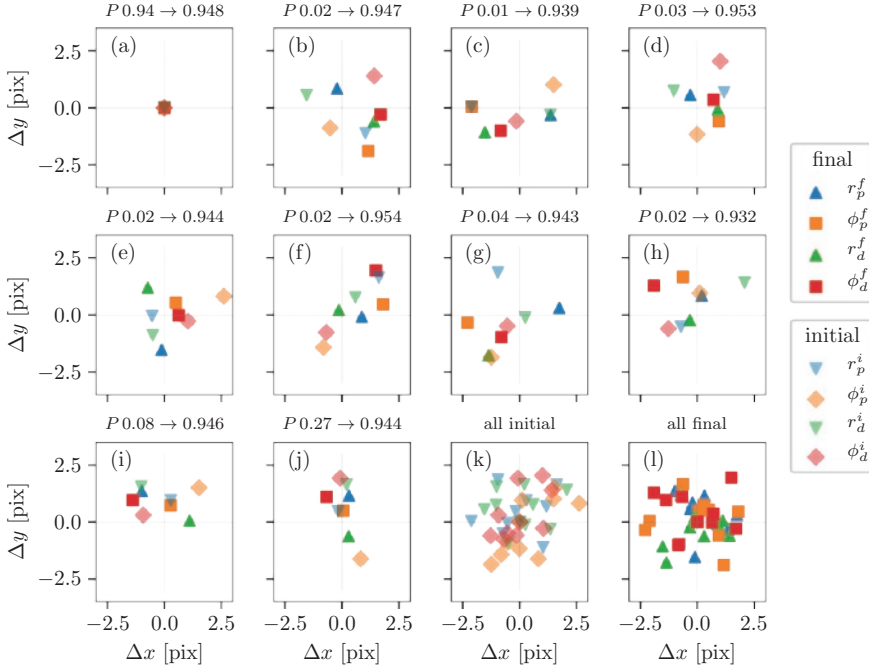 P 0.94 → 0.948 P 0.02 → 0.947 P 0.01 → 0.939 P 0.03 → 0.953
(a) (b) (c) (d)
2.5
0.0
−2.5
Δy [pix]
P 0.02 → 0.944 P 0.02 → 0.954 P 0.04 → 0.943 P 0.02 → 0.932
(e) (f) (g) (h)
2.5
0.0
−2.5
Δy [pix]
P 0.08 → 0.946 P 0.27 → 0.944 all initial all final
(i) (j) (k) (l)
2.5
0.0
−2.5
Δy [pix]
−2.5 0.0 2.5 −2.5 0.0 2.5 −2.5 0.0 2.5 −2.5 0.0 2.5
Δx [pix] Δx [pix] Δx [pix] Δx [pix]
final
r_p^f
ϕ_p^f
r_d^f
ϕ_d^f
initial
r_p^i
ϕ_p^i
r_d^i
ϕ_d^i